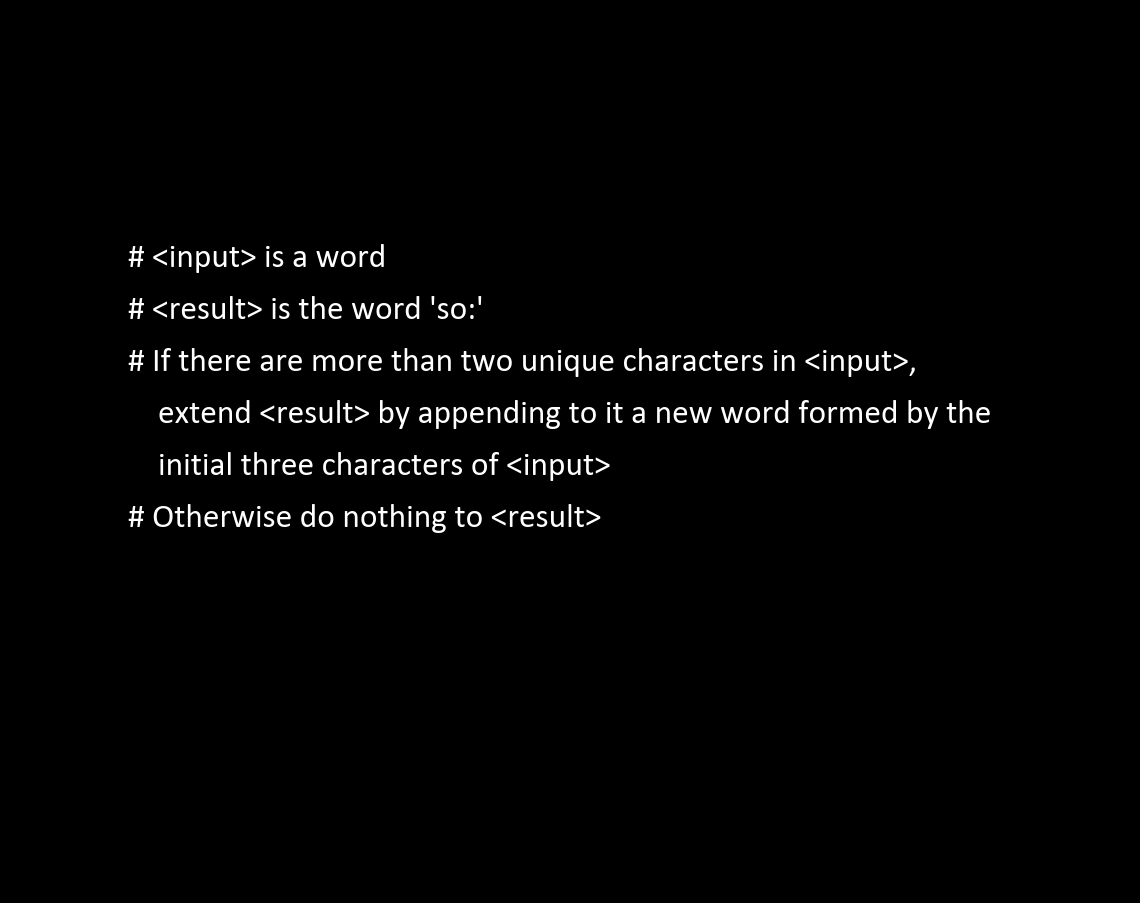 # <input> is a word
# <result> is the word 'so:'
# If there are more than two unique characters in <input>,
extend <result> by appending to it a new word formed by the
initial three characters of <input>
# Otherwise do nothing to <result>